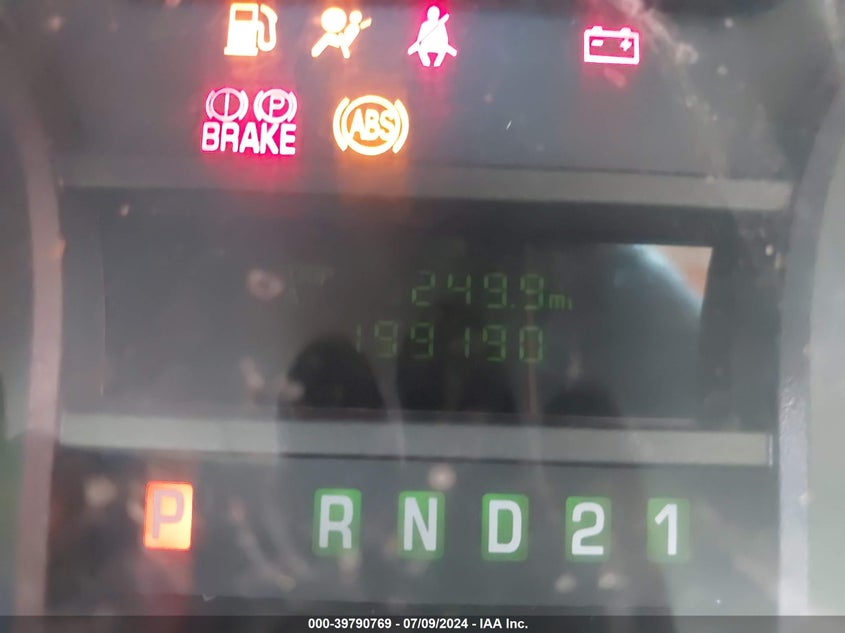 BRAKE
ABS
249.9mi
199190
P R N D 2 1
000-39790769 - 07/09/2024 - IAA Inc.